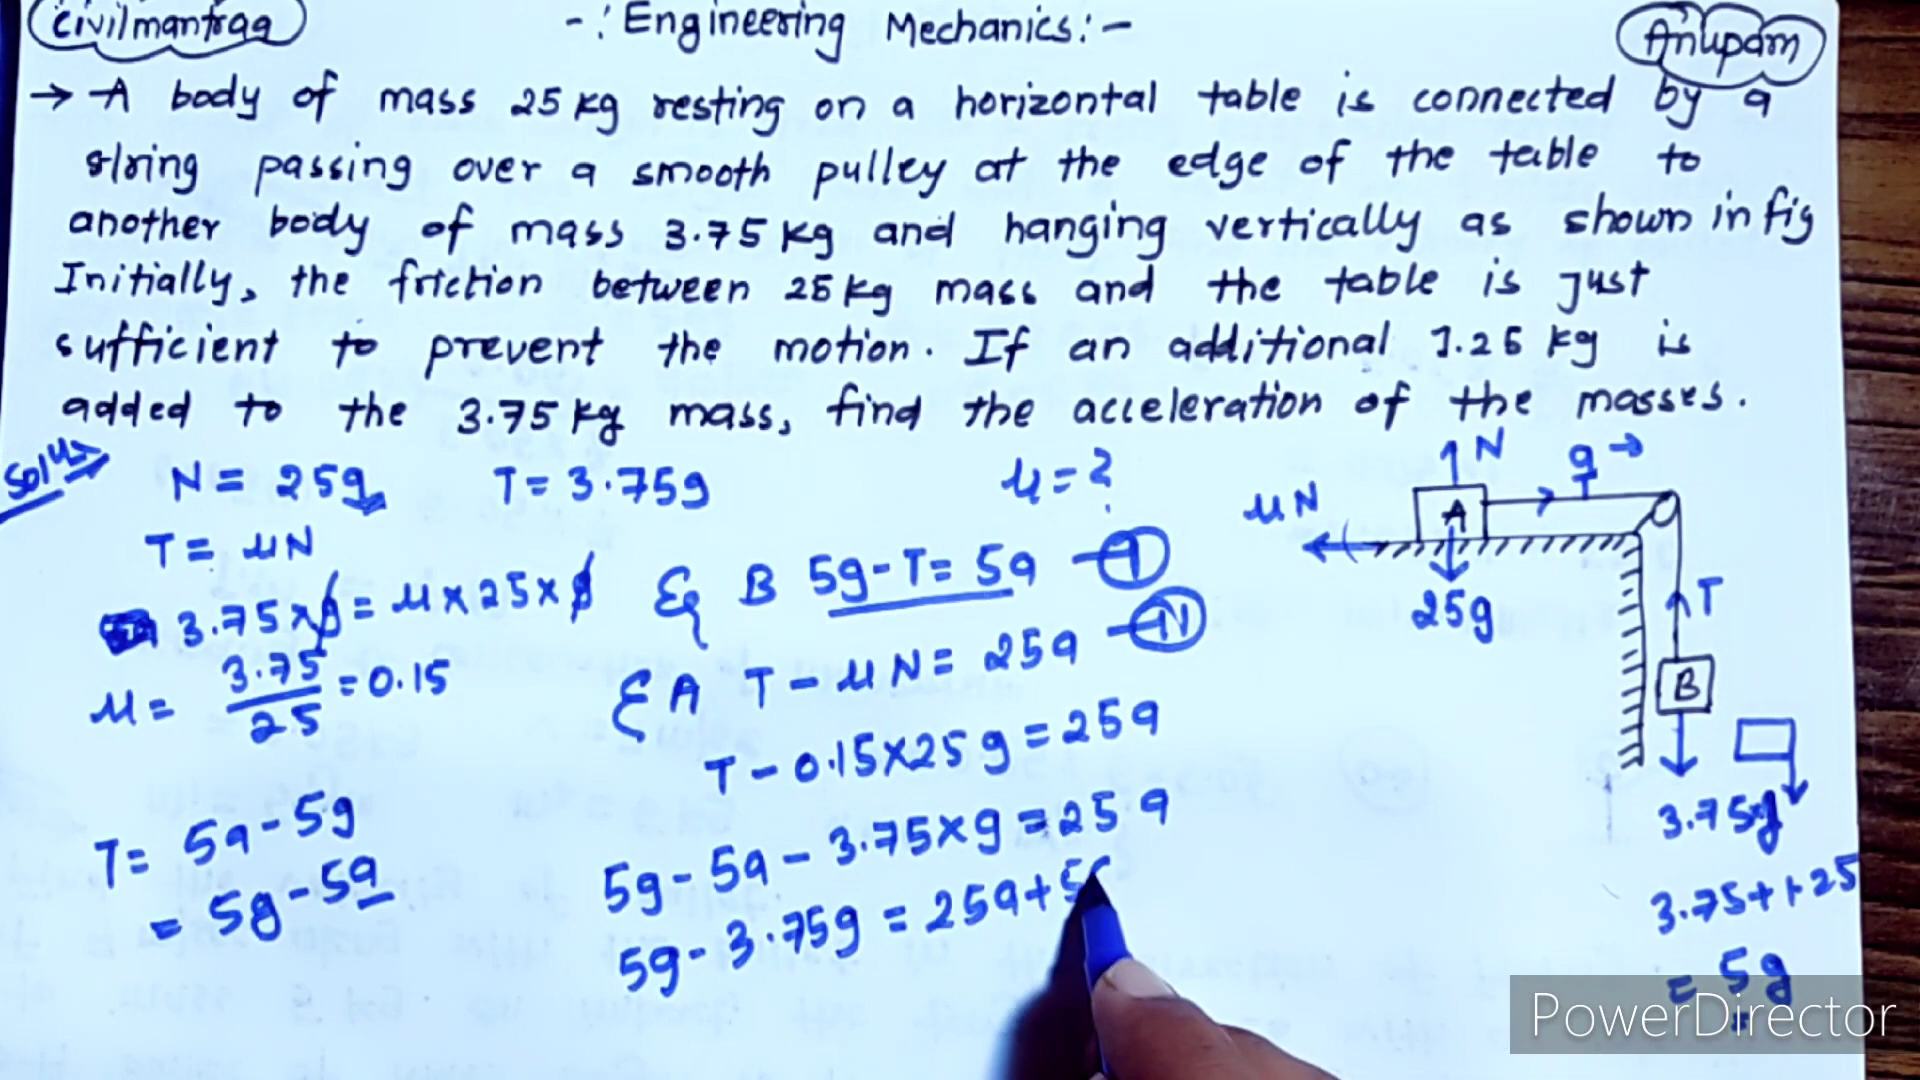 Civilmantraa
-: Engineering Mechanics:-
Anupam
→ A body of mass 25 kg resting on a horizontal table is connected by a
string passing over a smooth pulley at the edge of the table to
another body of mass 3.75 kg and hanging vertically as shown in fig
Initially, the friction between 25 kg mass and the table is just
sufficient to prevent the motion. If an additional 1.25 kg is
added to the 3.75 kg mass, find the acceleration of the masses.
Solu
N = 25g T = 3.75g μ = ?
T = μN
3.75×g = μ×25×g
μ = 3.75/25 = 0.15
T = 5a - 5g
= 5g - 5a
B 5g - T = 5a - I
A T - μN = 25a - II
T - 0.15×25g = 25a
5g - 5a - 3.75×g = 25a
5g - 3.75g = 25a + 5
N
a →
μN
A
25g
T
B
3.75g
3.75+1.25
= 5g
PowerDirector